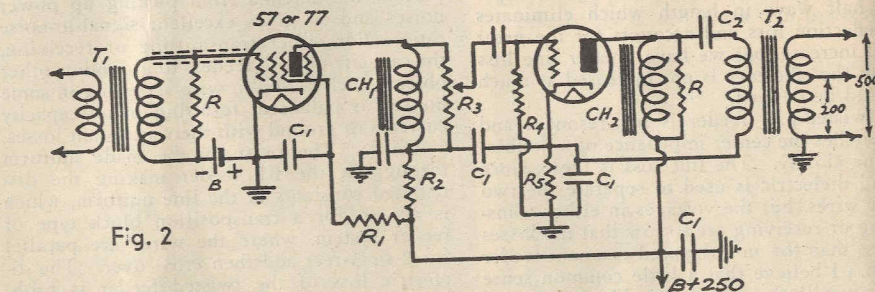 57 or 77
T1
R
B
- +
C1
CH1
R3
R2
R1
C1
R4
R5
C1
CH2
R
C2
T2
500
200
C1
B+250
Fig. 2